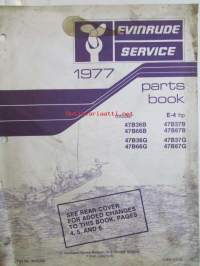 EVINRUDE
SERVICE
1977
parts
book
E-4 hp
47B36B 47B37B
47B66B 47B67B
47B36G 47B37G
47B66G 47B67G
SEE REAR COVER
FOR ADDED CHANGES
TO THIS BOOK, PAGES
4, 5, AND 6.